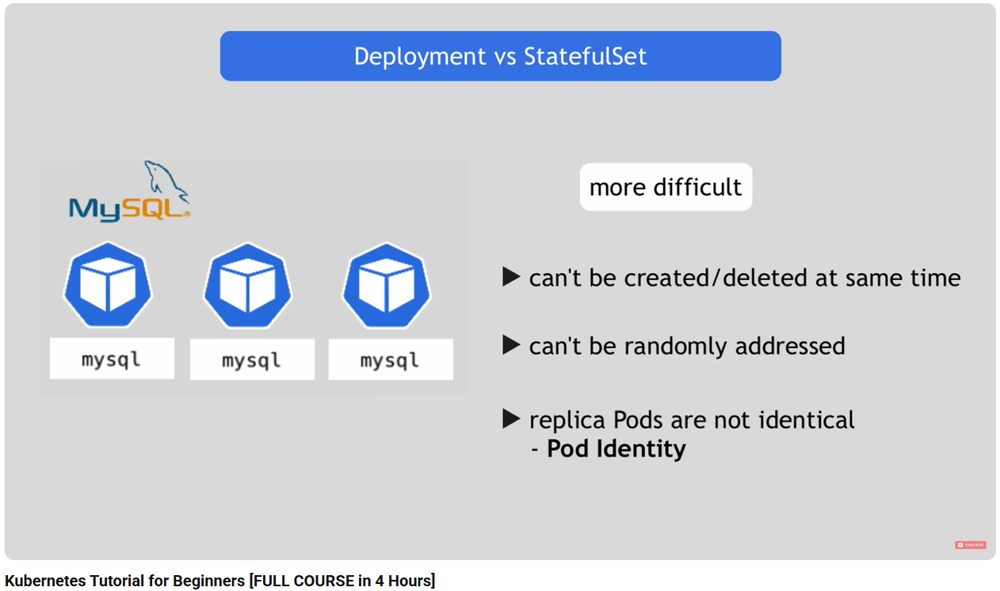 Deployment vs StatefulSet
MySQL®
mysql
mysql
mysql
more difficult
▶ can't be created/deleted at same time
▶ can't be randomly addressed
▶ replica Pods are not identical
- Pod Identity
SUBSCRIBE
Kubernetes Tutorial for Beginners [FULL COURSE in 4 Hours]